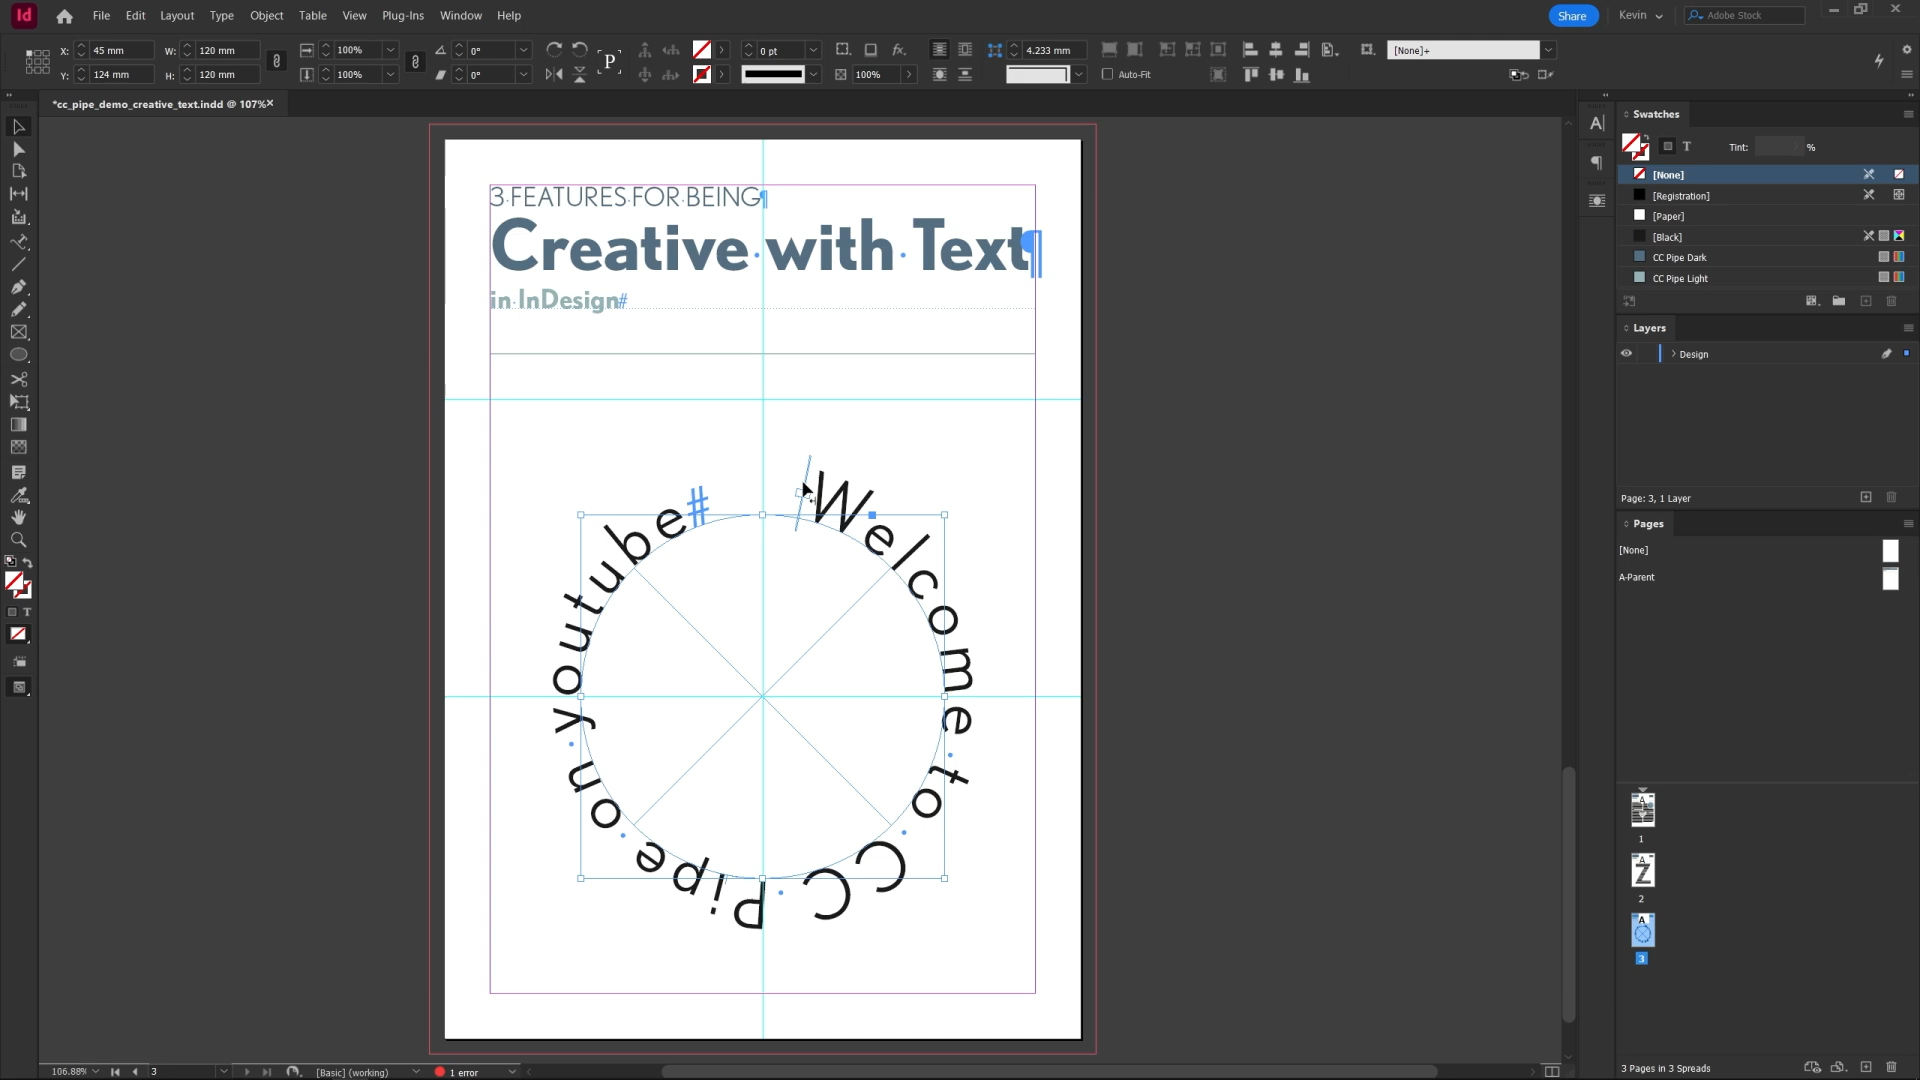 Id
File Edit Layout Type Object Table View Plug-Ins Window Help
Share
Kevin
Adobe Stock
X: 45 mm W: 120 mm 100% 0° 0 pt 4.233 mm [None]+
Y: 124 mm H: 120 mm 100% 0° P 100% Auto-Fit
*cc_pipe_demo_creative_text.indd @ 107%
3 FEATURES FOR BEING¶
Creative with Text¶
in InDesign#
Welcome to CC Pipe on youtube#
Swatches
T Tint: %
[None]
[Registration]
[Paper]
[Black]
CC Pipe Dark
CC Pipe Light
Layers
Design
Page: 3, 1 Layer
Pages
[None]
A-Parent
A
1
Z
2
A
3
3 Pages in 3 Spreads
106.88% 3 [Basic] (working) 1 error